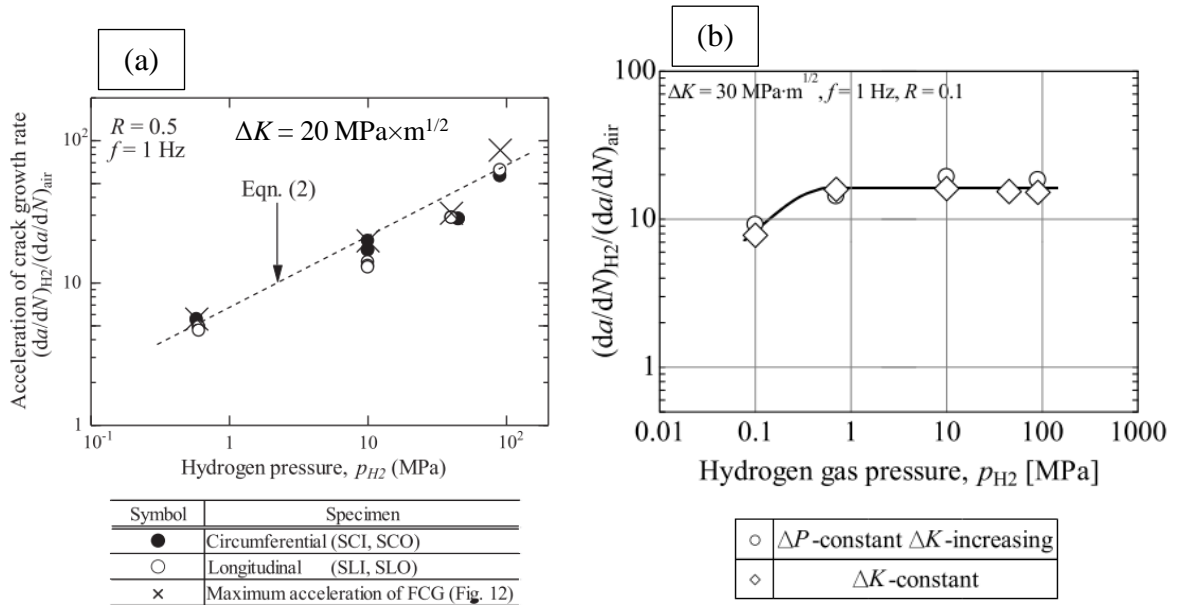 (a)
R = 0.5
f = 1 Hz
ΔK = 20 MPa×m1/2
Eqn. (2)
Acceleration of crack growth rate
(da/dN)H2/(da/dN)air
10²
10
1
10-1
1
10
10²
Hydrogen pressure, pH2 (MPa)
Symbol Specimen
● Circumferential (SCI, SCO)
○ Longitudinal (SLI, SLO)
× Maximum acceleration of FCG (Fig. 12)
(b)
ΔK = 30 MPa·m1/2, f = 1 Hz, R = 0.1
(da/dN)H2/(da/dN)air
100
10
1
0.01
0.1
1
10
100
1000
Hydrogen gas pressure, pH2 [MPa]
○ ΔP-constant ΔK-increasing
◇ ΔK-constant